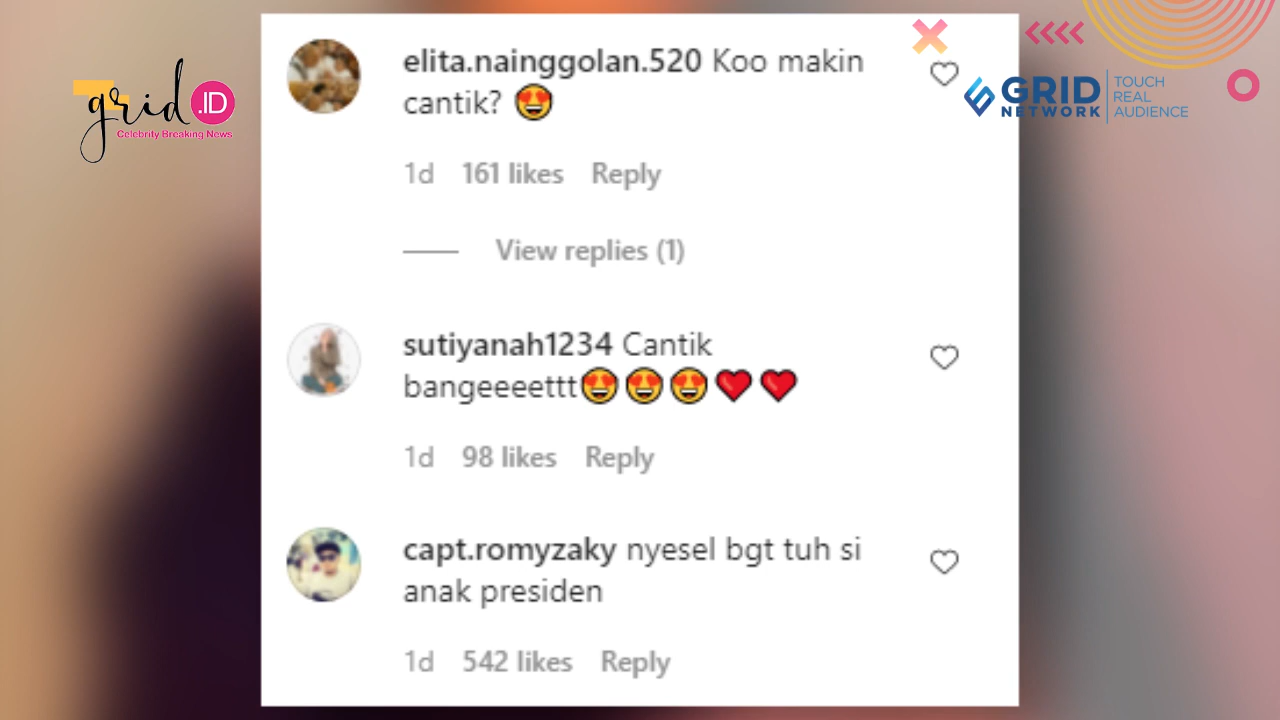 grid .ID
Celebrity Breaking News
GRID NETWORK
TOUCH REAL AUDIENCE
elita.nainggolan.520 Koo makin
cantik? 😍
1d 161 likes Reply
View replies (1)
sutiyanah1234 Cantik
bangeeeettt😍😍😍❤️❤️
1d 98 likes Reply
capt.romyzaky nyesel bgt tuh si
anak presiden
1d 542 likes Reply